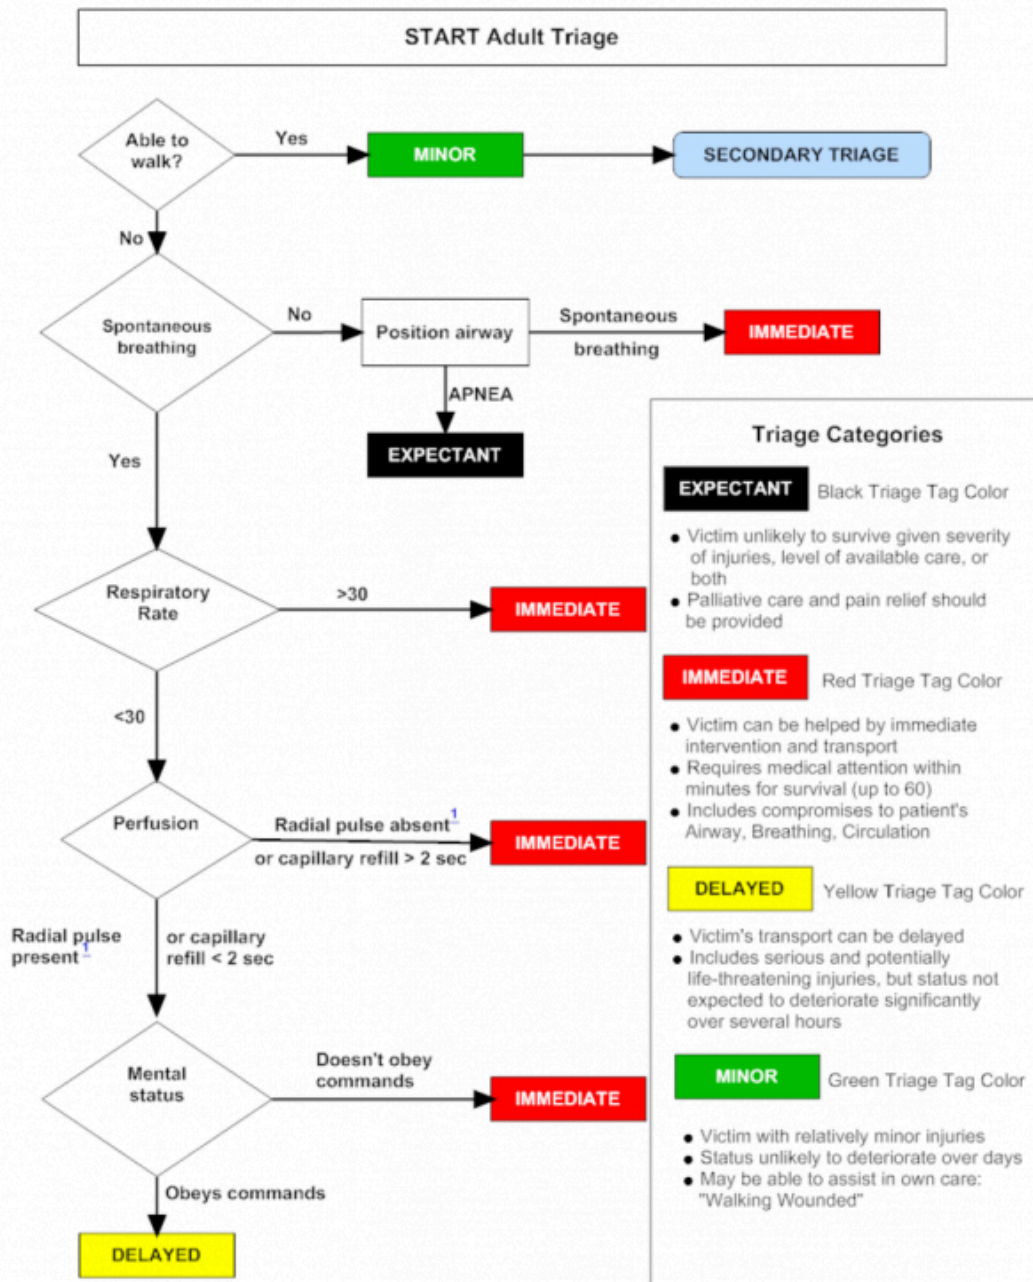 START Adult Triage
Able to
walk?
Yes
MINOR
SECONDARY TRIAGE
No
Spontaneous
breathing
No
Position airway
Spontaneous
breathing
IMMEDIATE
APNEA
EXPECTANT
Yes
Respiratory
Rate
>30
IMMEDIATE
<30
Perfusion
Radial pulse absent1
or capillary refill > 2 sec
IMMEDIATE
Radial pulse
present1
or capillary
refill < 2 sec
Mental
status
Doesn't obey
commands
IMMEDIATE
Obeys commands
DELAYED
Triage Categories
EXPECTANT Black Triage Tag Color
• Victim unlikely to survive given severity
of injuries, level of available care, or
both
• Palliative care and pain relief should
be provided
IMMEDIATE Red Triage Tag Color
• Victim can be helped by immediate
intervention and transport
• Requires medical attention within
minutes for survival (up to 60)
• Includes compromises to patient's
Airway, Breathing, Circulation
DELAYED Yellow Triage Tag Color
• Victim's transport can be delayed
• Includes serious and potentially
life-threatening injuries, but status not
expected to deteriorate significantly
over several hours
MINOR Green Triage Tag Color
• Victim with relatively minor injuries
• Status unlikely to deteriorate over days
• May be able to assist in own care:
"Walking Wounded"